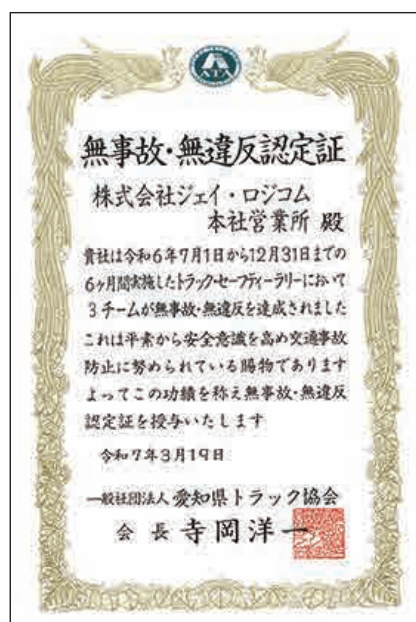 ATA
無事故・無違反認定証
株式会社ジェイ・ロジコム
本社営業所 殿
貴社は令和6年7月1日から12月31日までの
6ヶ月間実施したトラック・セーフティーラリーにおいて
3チームが無事故・無違反を達成されました
これは平素から安全意識を高め交通事故
防止に努められている賜物であります
よってこの功績を称え無事故・無違反
認定証を授与いたします
令和7年3月19日
一般社団法人 愛知県トラック協会
会長 寺岡洋一